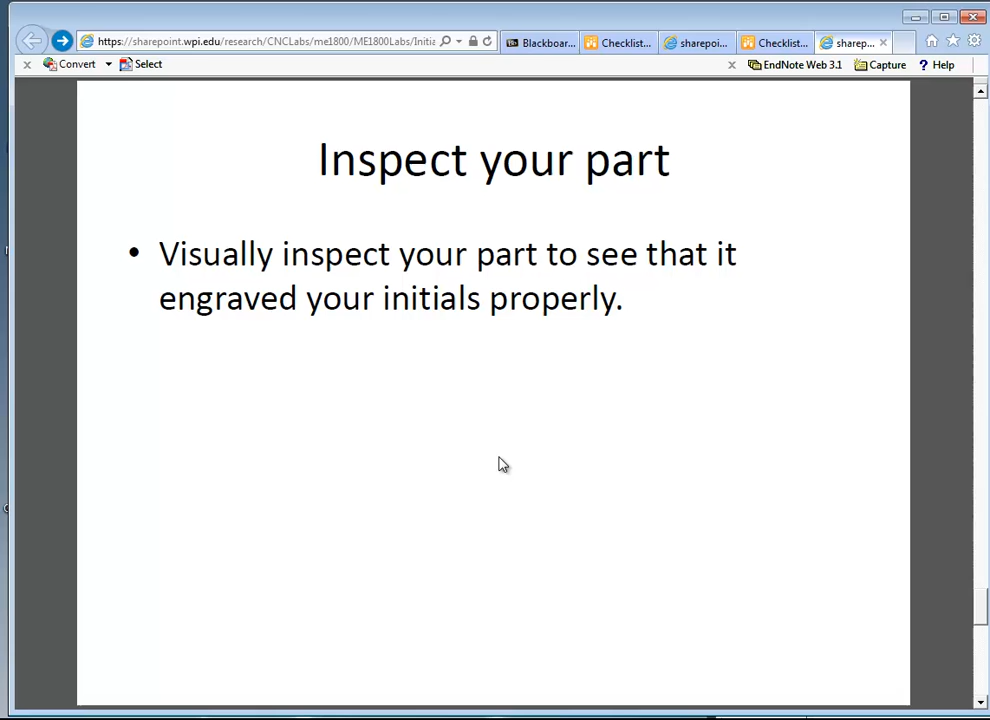 https://sharepoint.wpi.edu/research/CNCLabs/me1800/ME1800Labs/Initia
Blackboar...
Checklist...
sharepoi...
Checklist...
sharep...
Convert
Select
EndNote Web 3.1
Capture
? Help
Inspect your part
• Visually inspect your part to see that it
engraved your initials properly.